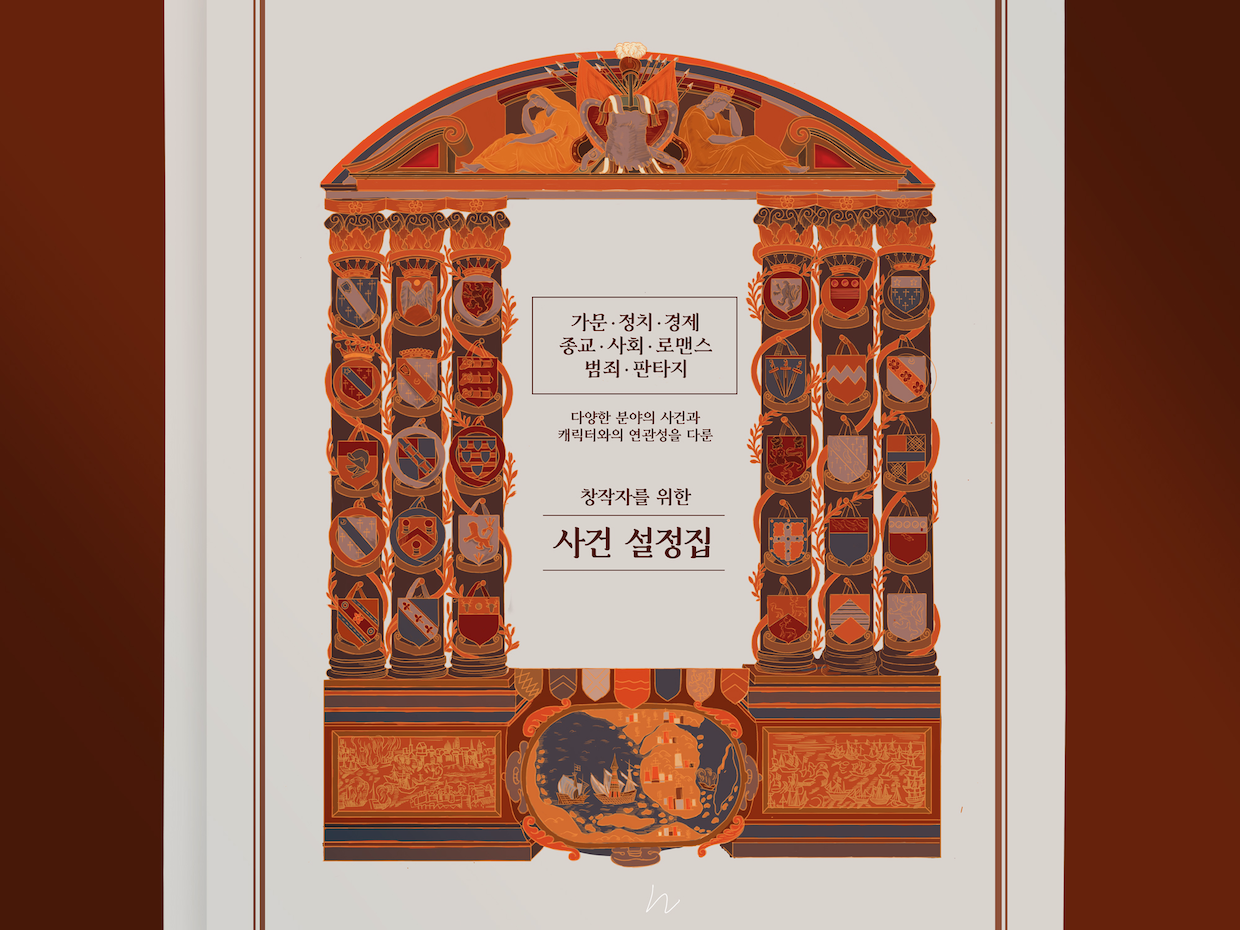 가문·정치·경제
종교·사회·로맨스
범죄·판타지
다양한 분야의 사건과
캐릭터와의 연관성을 다룬
창작자를 위한
사건 설정집